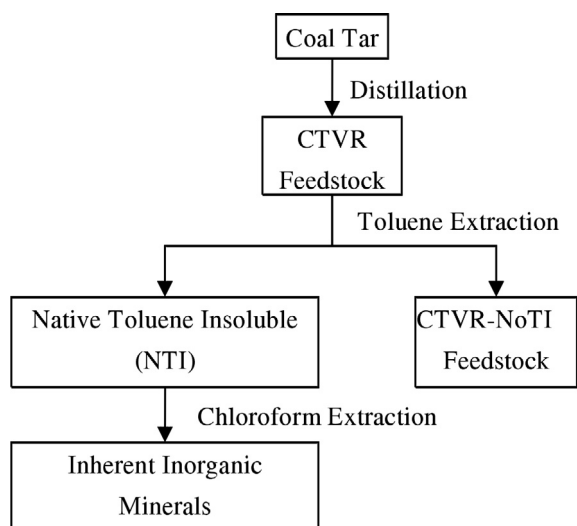 Coal Tar
Distillation
CTVR
Feedstock
Toluene Extraction
Native Toluene Insoluble
(NTI)
CTVR-NoTI
Feedstock
Chloroform Extraction
Inherent Inorganic
Minerals